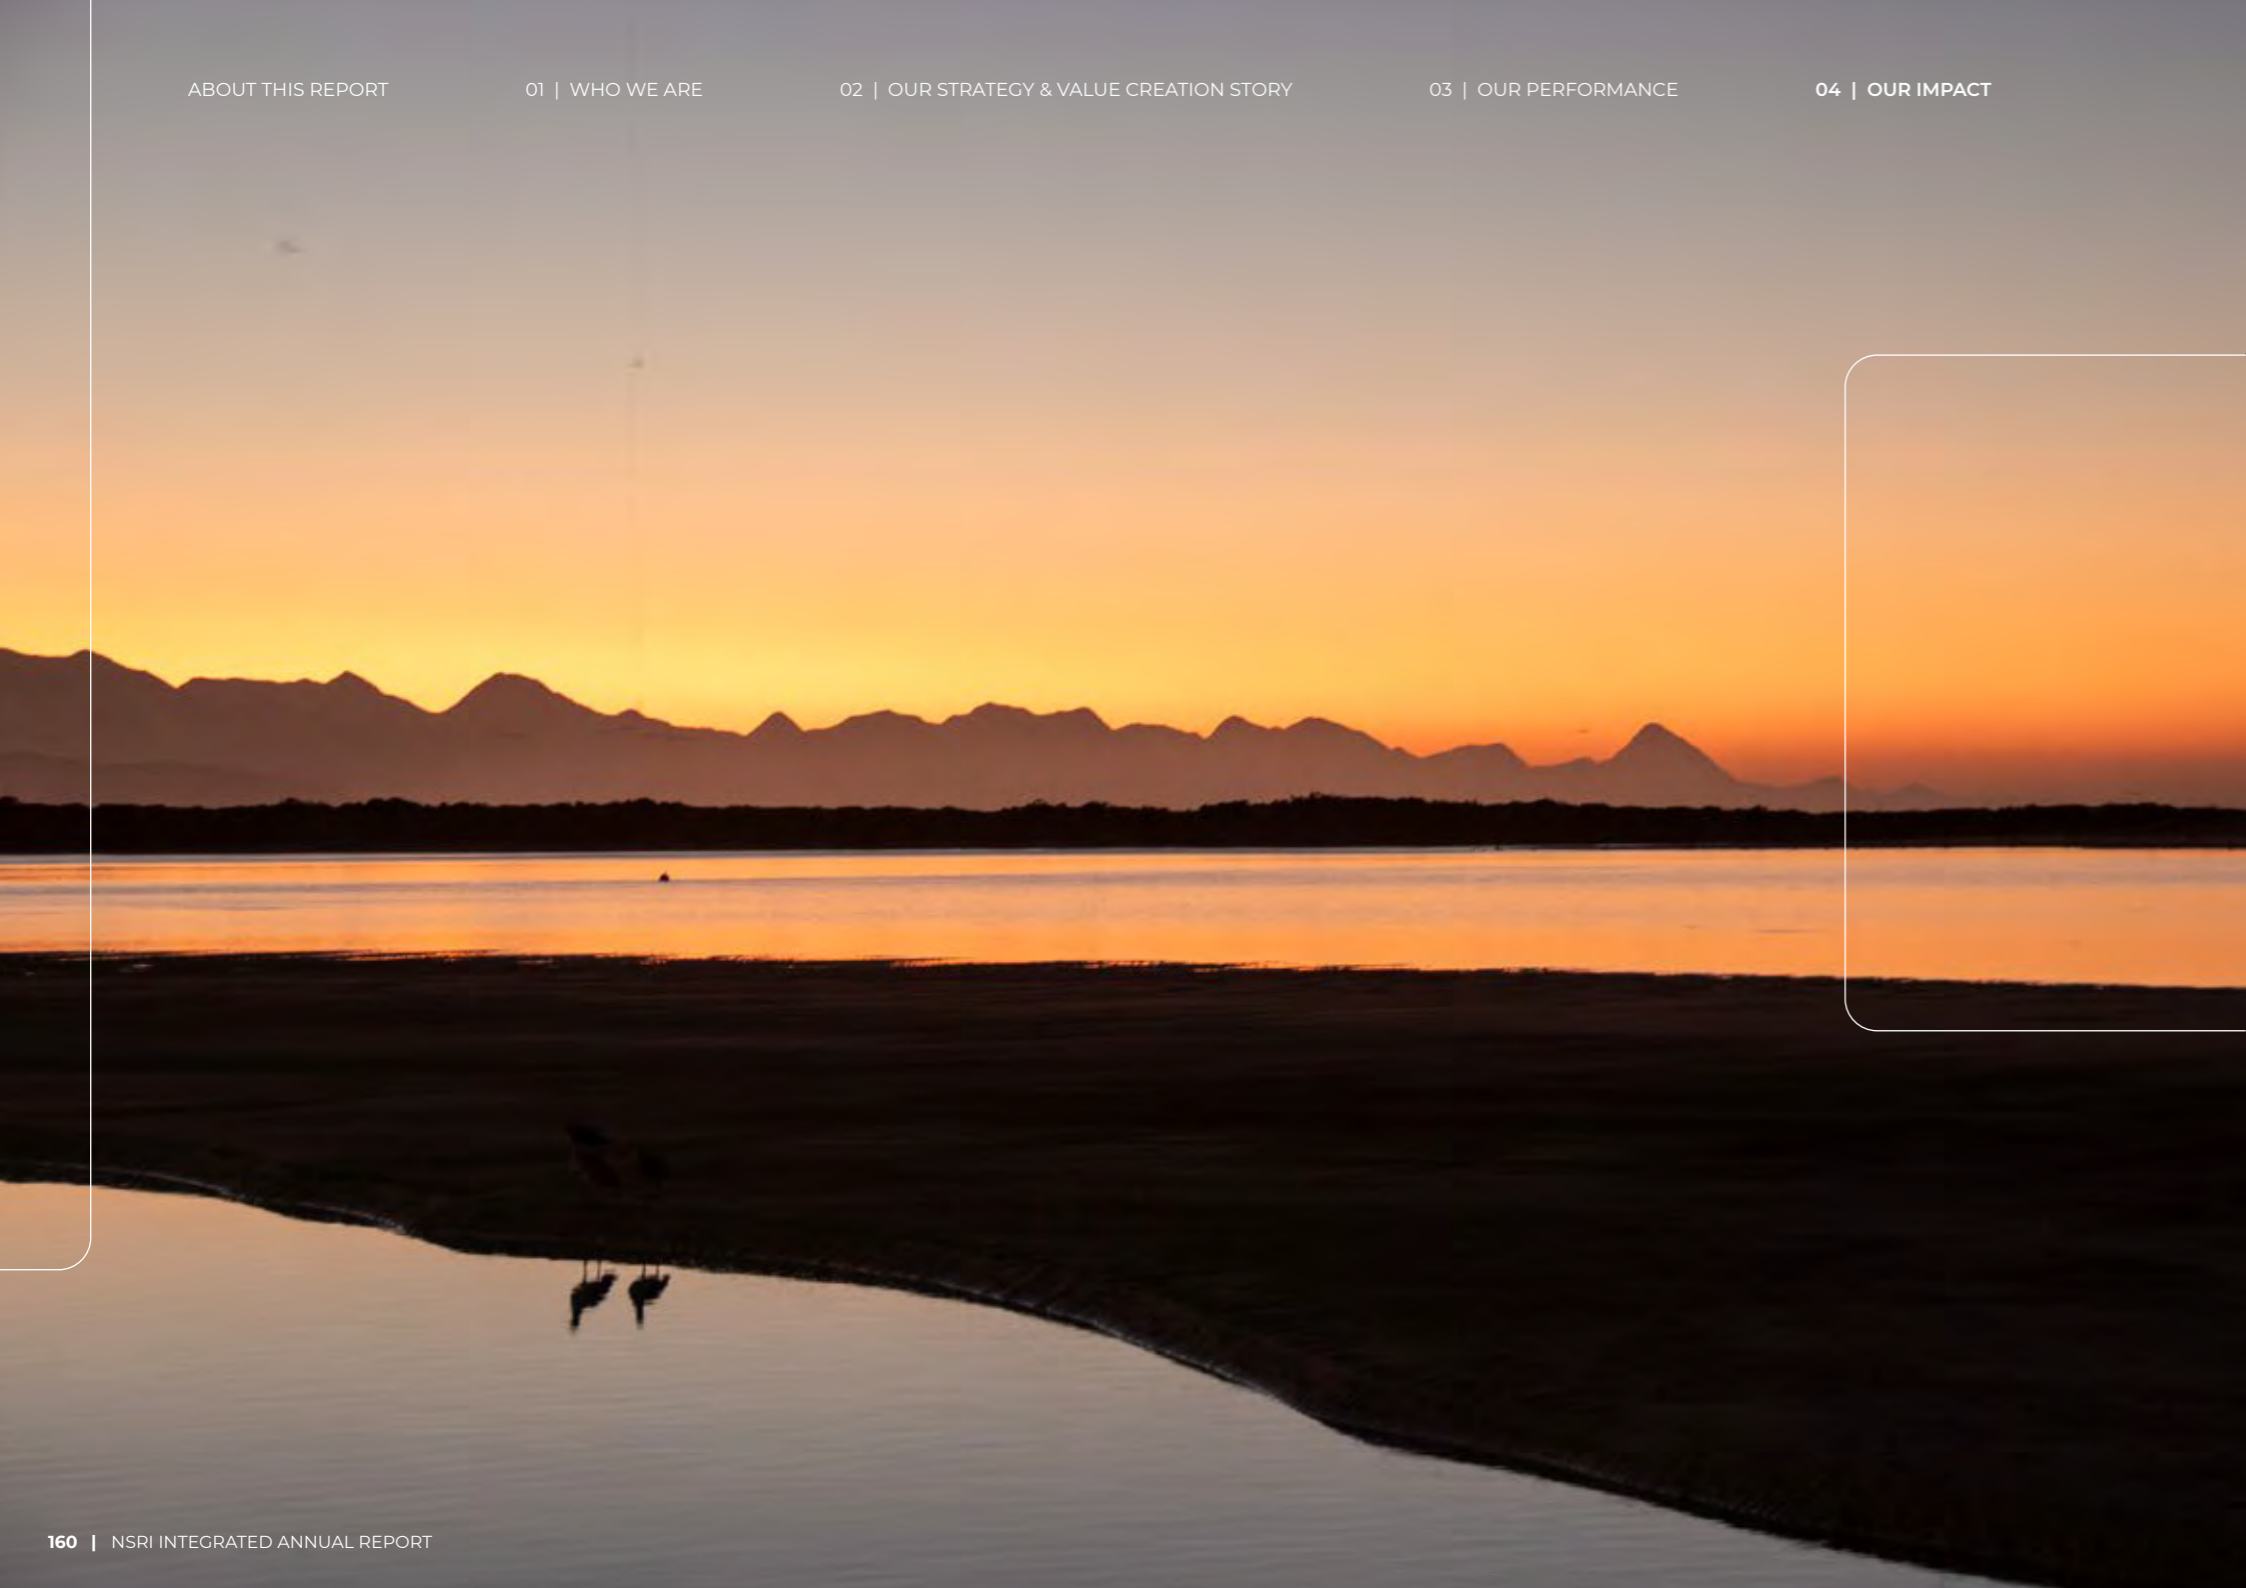 ABOUT THIS REPORT
01 | WHO WE ARE
02 | OUR STRATEGY & VALUE CREATION STORY
03 | OUR PERFORMANCE
04 | OUR IMPACT
160 | NSRI INTEGRATED ANNUAL REPORT